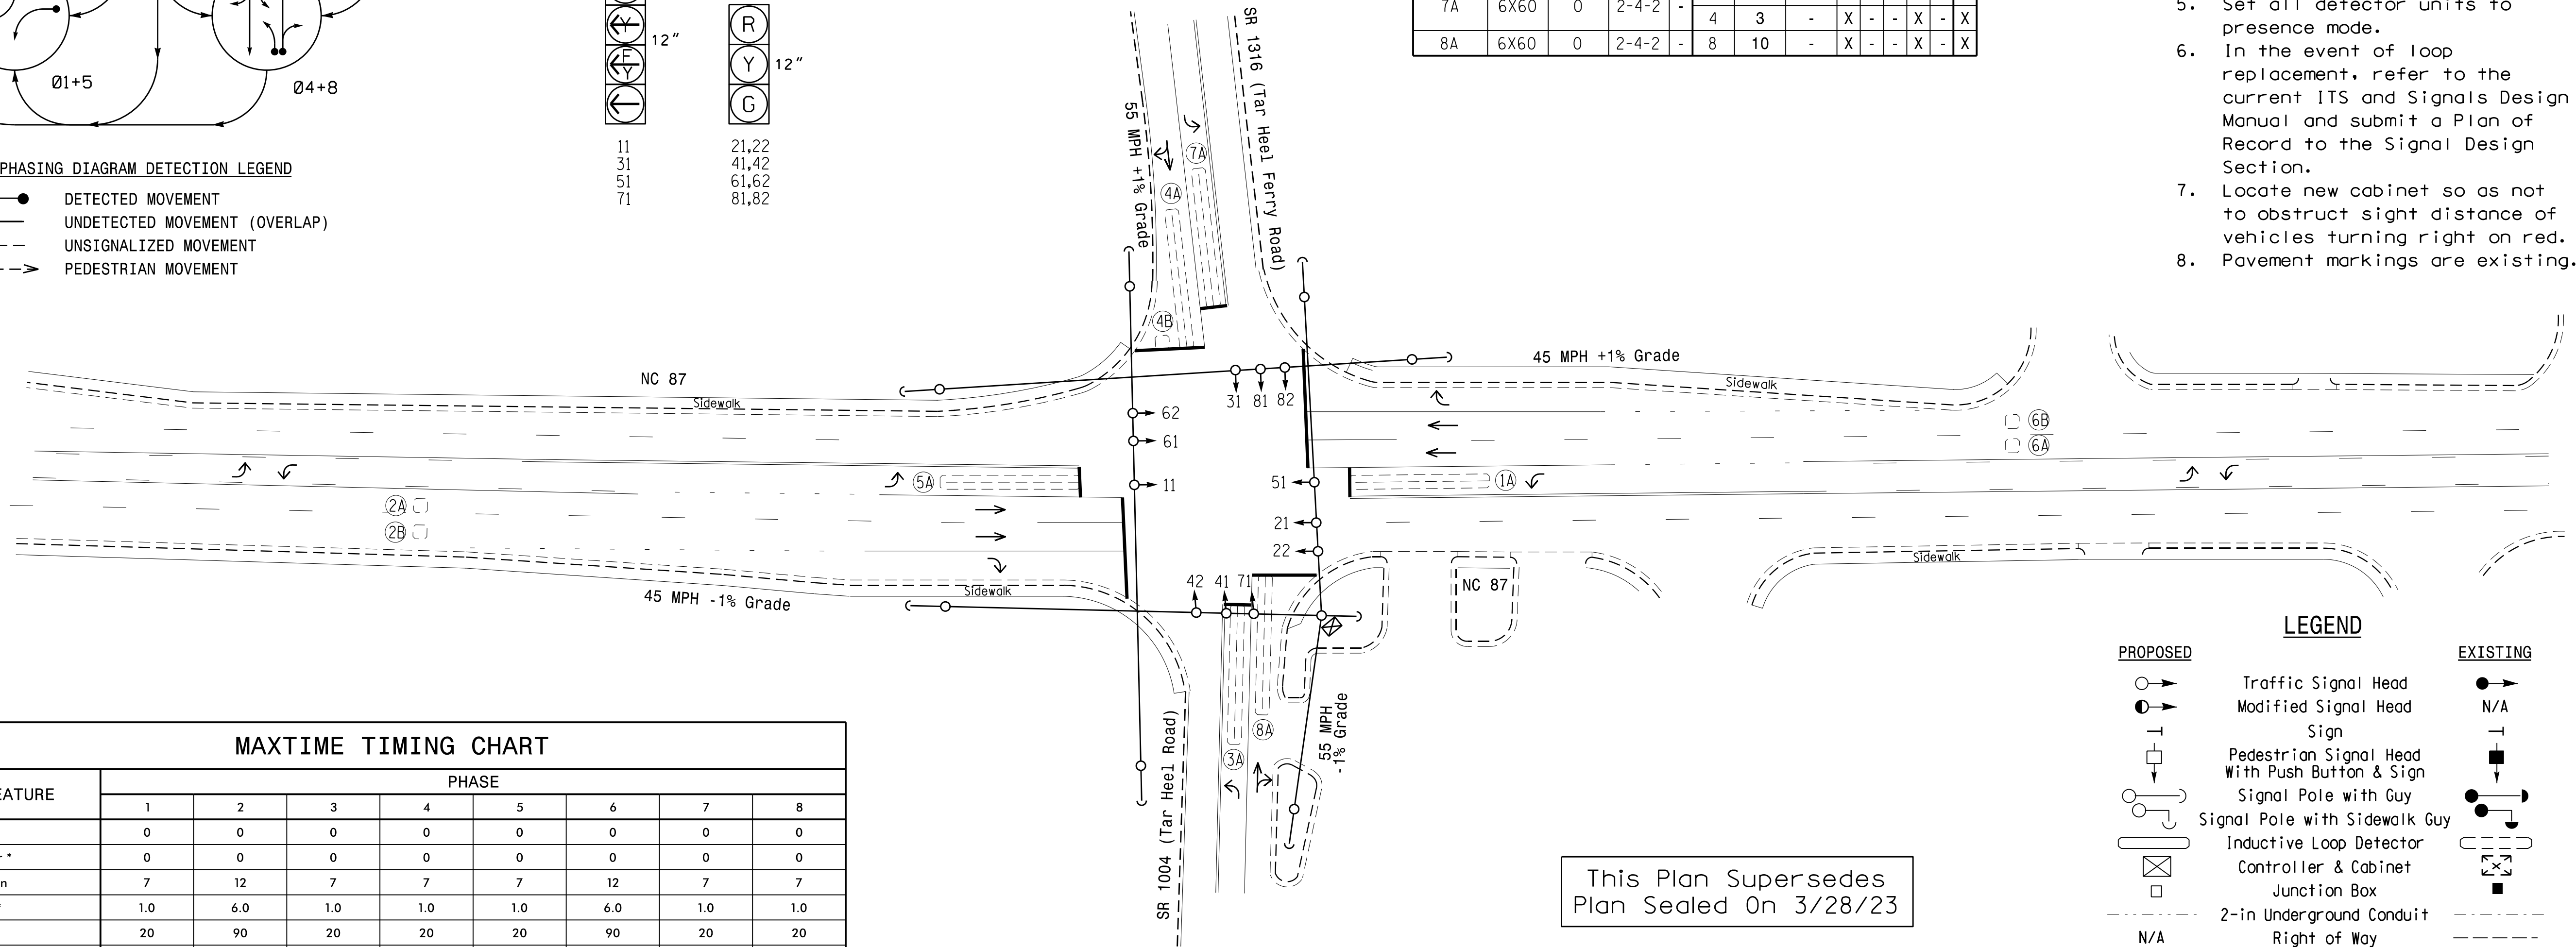 Ø1+5
Ø4+8
PHASING DIAGRAM DETECTION LEGEND
DETECTED MOVEMENT
UNDETECTED MOVEMENT (OVERLAP)
UNSIGNALIZED MOVEMENT
PEDESTRIAN MOVEMENT
Y
F
Y
12"
11
31
51
71
R
Y
G
12"
21,22
41,42
61,62
81,82
7A 6X60 0 2-4-2 -
4 3 - X - - X - X
8A 6X60 0 2-4-2 - 8 10 - X - - X - X
5. Set all detector units to
presence mode.
6. In the event of loop
replacement, refer to the
current ITS and Signals Design
Manual and submit a Plan of
Record to the Signal Design
Section.
7. Locate new cabinet so as not
to obstruct sight distance of
vehicles turning right on red.
8. Pavement markings are existing.
55 MPH +1% Grade
SR 1316 (Tar Heel Ferry Road)
7A
4A
4B
NC 87
Sidewalk
45 MPH +1% Grade
Sidewalk
31 81 82
62
61
11
51
21
22
6B
6A
5A
1A
2A
2B
42 41 71
Sidewalk
45 MPH -1% Grade
NC 87
Sidewalk
8A
3A
55 MPH
-1% Grade
SR 1004 (Tar Heel Road)
MAXTIME TIMING CHART
EATURE
PHASE
1 2 3 4 5 6 7 8
0 0 0 0 0 0 0 0
* 0 0 0 0 0 0 0 0
n 7 12 7 7 7 12 7 7
* 1.0 6.0 1.0 1.0 1.0 6.0 1.0 1.0
20 90 20 20 20 90 20 20
This Plan Supersedes
Plan Sealed On 3/28/23
LEGEND
PROPOSED EXISTING
Traffic Signal Head
Modified Signal Head N/A
Sign
Pedestrian Signal Head
With Push Button & Sign
Signal Pole with Guy
Signal Pole with Sidewalk Guy
Inductive Loop Detector
Controller & Cabinet
Junction Box
2-in Underground Conduit
N/A Right of Way